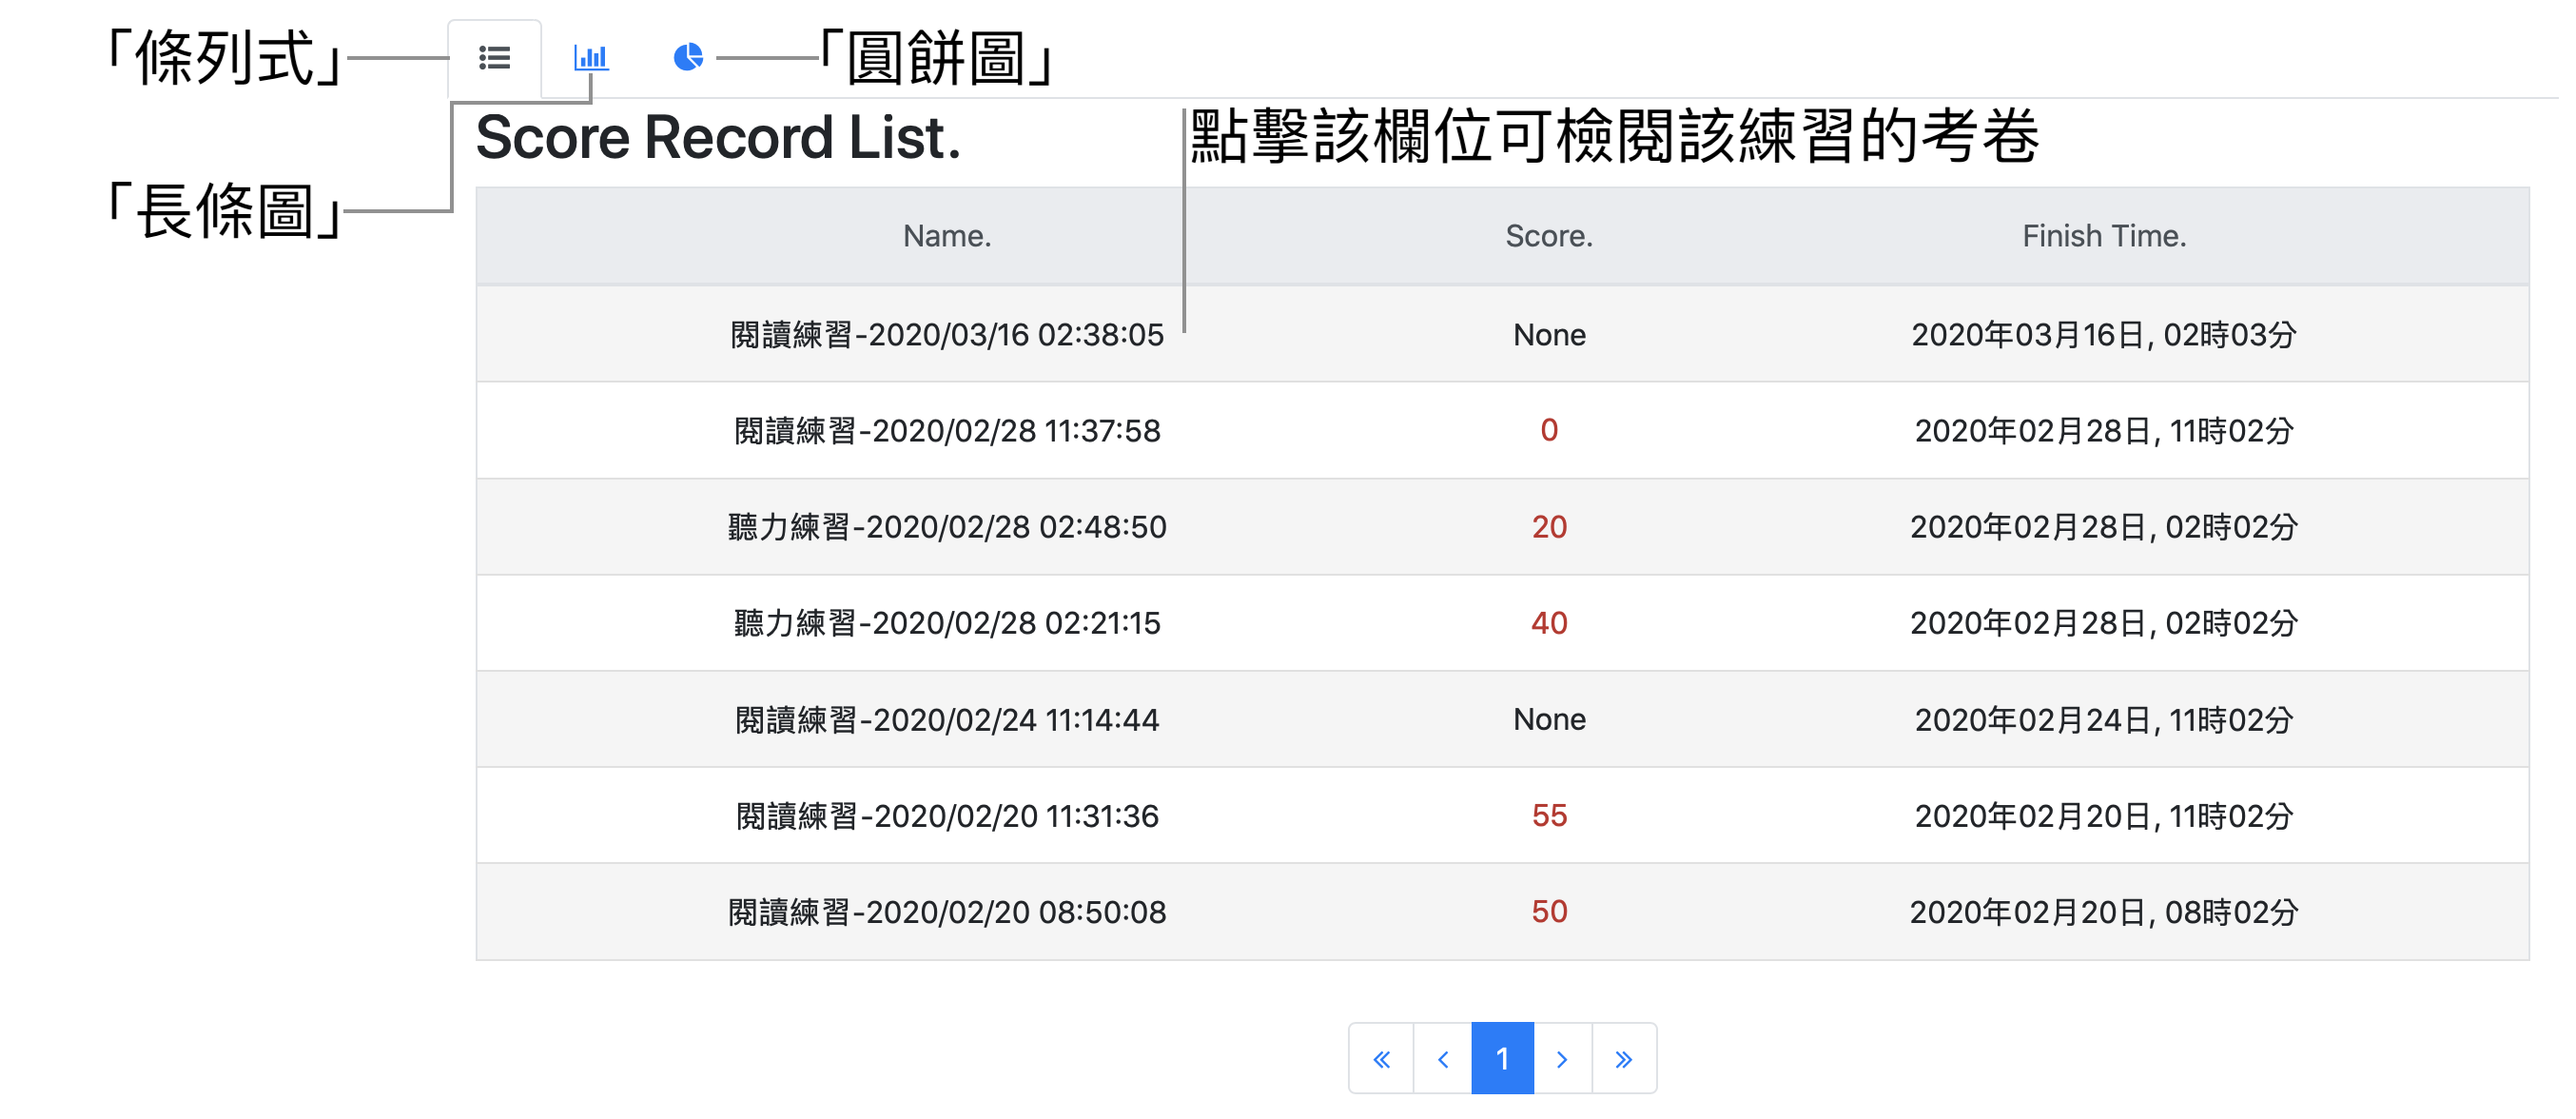 「條列式」
「圓餅圖」
「長條圖」
Score Record List.
點擊該欄位可檢閱該練習的考卷
Name. Score. Finish Time.
閱讀練習-2020/03/16 02:38:05 None 2020年03月16日, 02時03分
閱讀練習-2020/02/28 11:37:58 0 2020年02月28日, 11時02分
聽力練習-2020/02/28 02:48:50 20 2020年02月28日, 02時02分
聽力練習-2020/02/28 02:21:15 40 2020年02月28日, 02時02分
閱讀練習-2020/02/24 11:14:44 None 2020年02月24日, 11時02分
閱讀練習-2020/02/20 11:31:36 55 2020年02月20日, 11時02分
閱讀練習-2020/02/20 08:50:08 50 2020年02月20日, 08時02分
« ‹ 1 › »